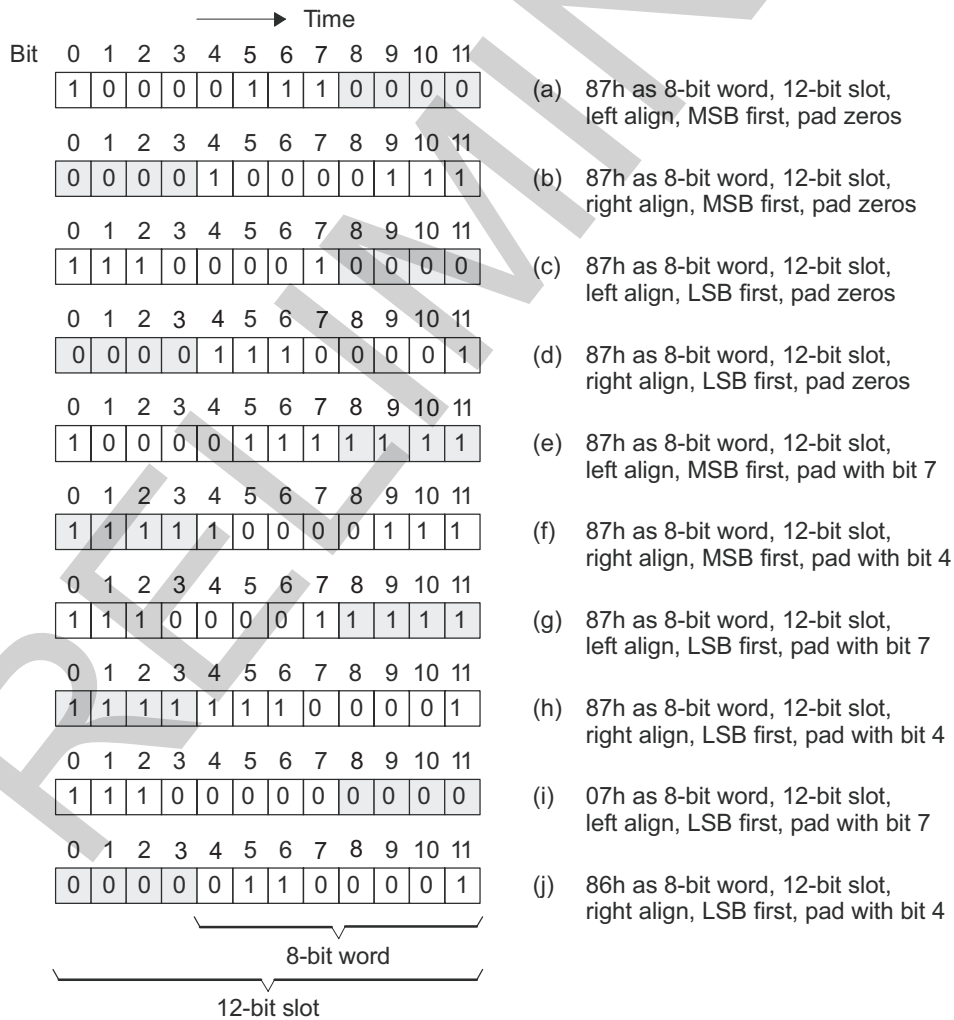 Time
Bit 0 1 2 3 4 5 6 7 8 9 10 11
1 0 0 0 0 1 1 1 0 0 0 0
(a) 87h as 8-bit word, 12-bit slot,
left align, MSB first, pad zeros
0 1 2 3 4 5 6 7 8 9 10 11
0 0 0 0 1 0 0 0 0 1 1 1
(b) 87h as 8-bit word, 12-bit slot,
right align, MSB first, pad zeros
0 1 2 3 4 5 6 7 8 9 10 11
1 1 1 0 0 0 0 1 0 0 0 0
(c) 87h as 8-bit word, 12-bit slot,
left align, LSB first, pad zeros
0 1 2 3 4 5 6 7 8 9 10 11
0 0 0 0 1 1 1 0 0 0 0 1
(d) 87h as 8-bit word, 12-bit slot,
right align, LSB first, pad zeros
0 1 2 3 4 5 6 7 8 9 10 11
1 0 0 0 0 1 1 1 1 1 1 1
(e) 87h as 8-bit word, 12-bit slot,
left align, MSB first, pad with bit 7
0 1 2 3 4 5 6 7 8 9 10 11
1 1 1 1 1 0 0 0 0 1 1 1
(f) 87h as 8-bit word, 12-bit slot,
right align, MSB first, pad with bit 4
0 1 2 3 4 5 6 7 8 9 10 11
1 1 1 0 0 0 0 1 1 1 1 1
(g) 87h as 8-bit word, 12-bit slot,
left align, LSB first, pad with bit 7
0 1 2 3 4 5 6 7 8 9 10 11
1 1 1 1 1 1 1 0 0 0 0 1
(h) 87h as 8-bit word, 12-bit slot,
right align, LSB first, pad with bit 4
0 1 2 3 4 5 6 7 8 9 10 11
1 1 1 0 0 0 0 0 0 0 0 0
(i) 07h as 8-bit word, 12-bit slot,
left align, LSB first, pad with bit 7
0 1 2 3 4 5 6 7 8 9 10 11
0 0 0 0 0 1 1 0 0 0 0 1
(j) 86h as 8-bit word, 12-bit slot,
right align, LSB first, pad with bit 4
8-bit word
12-bit slot